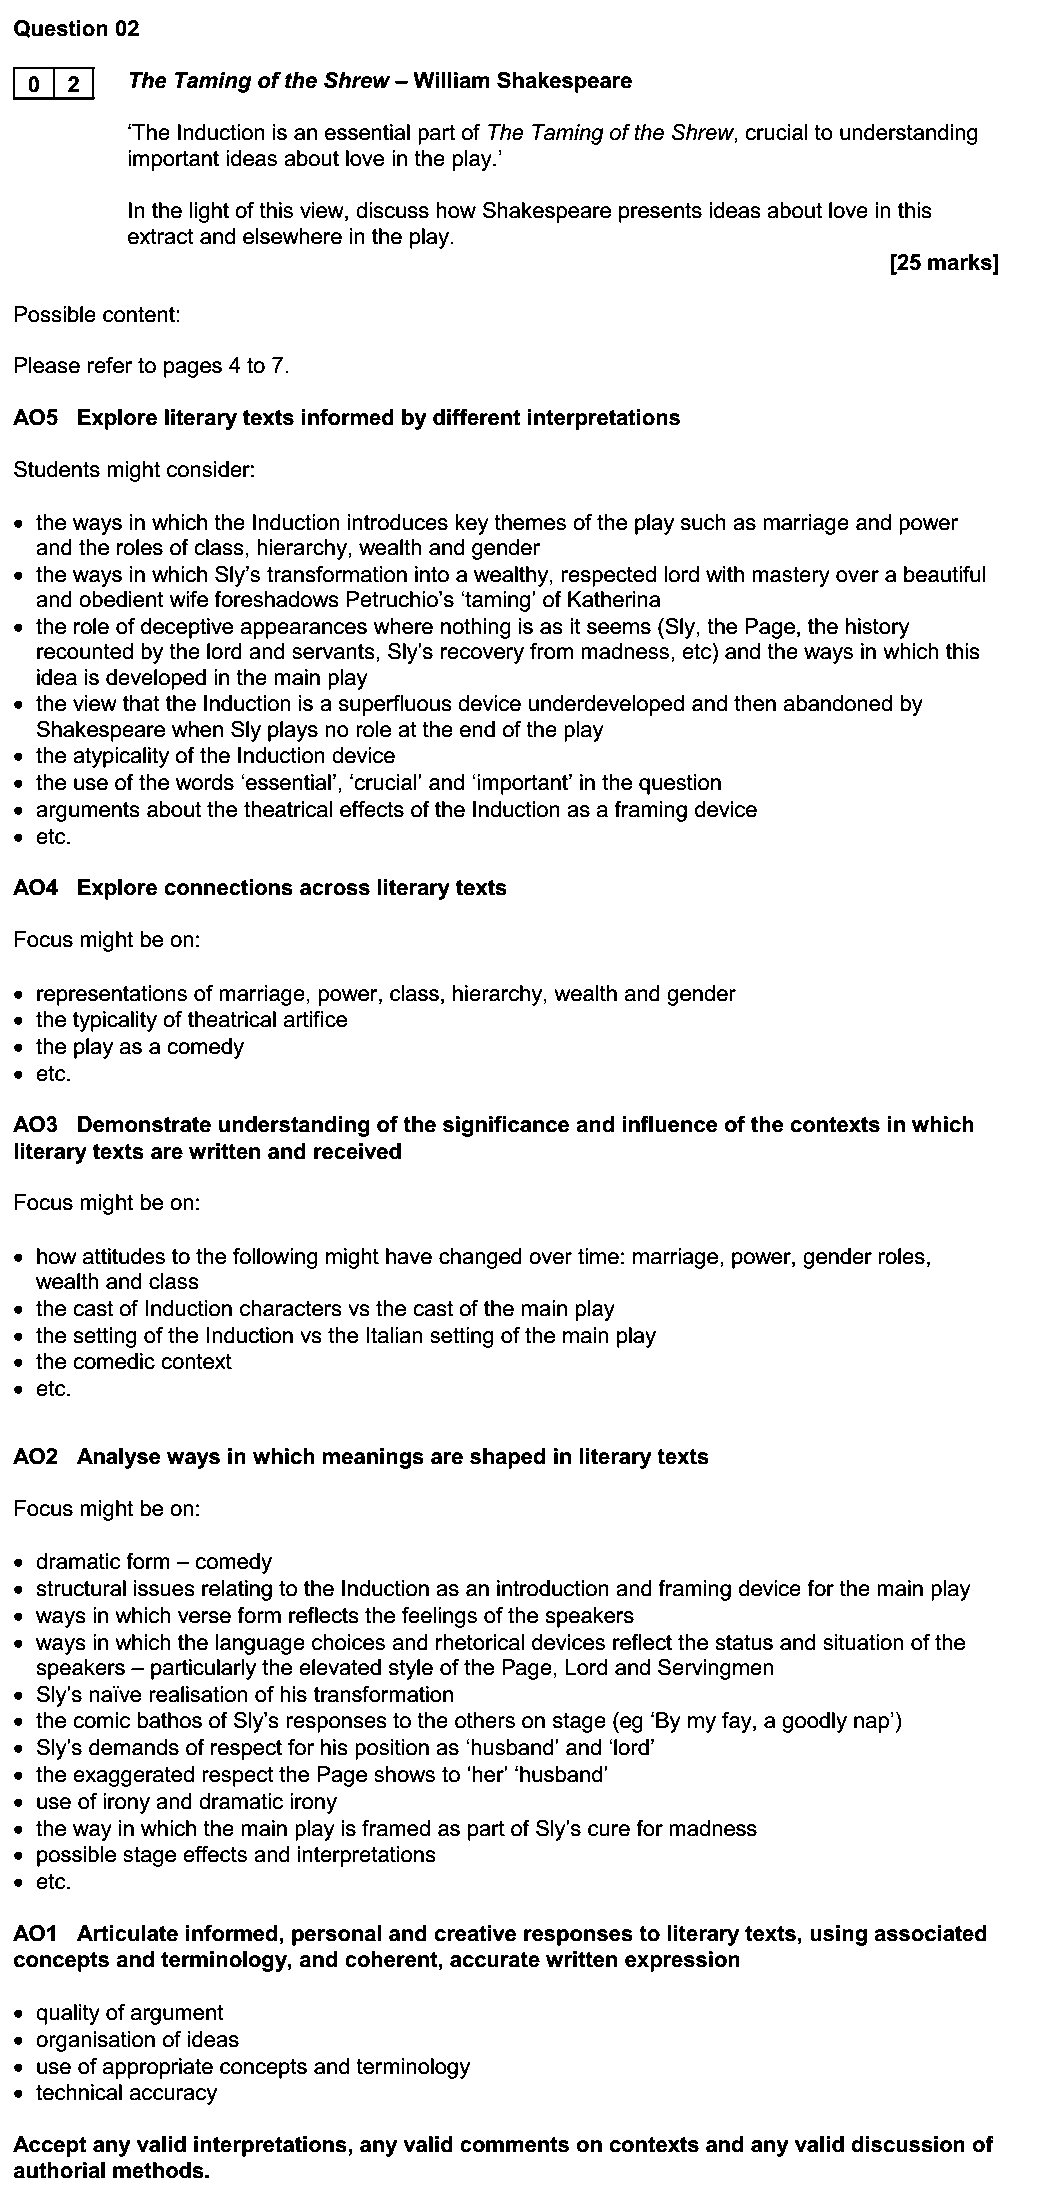 Question 02
0 2 The Taming of the Shrew – William Shakespeare
‘The Induction is an essential part of The Taming of the Shrew, crucial to understanding
important ideas about love in the play.’
In the light of this view, discuss how Shakespeare presents ideas about love in this
extract and elsewhere in the play.
[25 marks]
Possible content:
Please refer to pages 4 to 7.
AO5 Explore literary texts informed by different interpretations
Students might consider:
• the ways in which the Induction introduces key themes of the play such as marriage and power
and the roles of class, hierarchy, wealth and gender
• the ways in which Sly’s transformation into a wealthy, respected lord with mastery over a beautiful
and obedient wife foreshadows Petruchio’s ‘taming’ of Katherina
• the role of deceptive appearances where nothing is as it seems (Sly, the Page, the history
recounted by the lord and servants, Sly’s recovery from madness, etc) and the ways in which this
idea is developed in the main play
• the view that the Induction is a superfluous device underdeveloped and then abandoned by
Shakespeare when Sly plays no role at the end of the play
• the atypicality of the Induction device
• the use of the words ‘essential’, ‘crucial’ and ‘important’ in the question
• arguments about the theatrical effects of the Induction as a framing device
• etc.
AO4 Explore connections across literary texts
Focus might be on:
• representations of marriage, power, class, hierarchy, wealth and gender
• the typicality of theatrical artifice
• the play as a comedy
• etc.
AO3 Demonstrate understanding of the significance and influence of the contexts in which
literary texts are written and received
Focus might be on:
• how attitudes to the following might have changed over time: marriage, power, gender roles,
wealth and class
• the cast of Induction characters vs the cast of the main play
• the setting of the Induction vs the Italian setting of the main play
• the comedic context
• etc.
AO2 Analyse ways in which meanings are shaped in literary texts
Focus might be on:
• dramatic form – comedy
• structural issues relating to the Induction as an introduction and framing device for the main play
• ways in which verse form reflects the feelings of the speakers
• ways in which the language choices and rhetorical devices reflect the status and situation of the
speakers – particularly the elevated style of the Page, Lord and Servingmen
• Sly’s naïve realisation of his transformation
• the comic bathos of Sly’s responses to the others on stage (eg ‘By my fay, a goodly nap’)
• Sly’s demands of respect for his position as ‘husband’ and ‘lord’
• the exaggerated respect the Page shows to ‘her’ ‘husband’
• use of irony and dramatic irony
• the way in which the main play is framed as part of Sly’s cure for madness
• possible stage effects and interpretations
• etc.
AO1 Articulate informed, personal and creative responses to literary texts, using associated
concepts and terminology, and coherent, accurate written expression
• quality of argument
• organisation of ideas
• use of appropriate concepts and terminology
• technical accuracy
Accept any valid interpretations, any valid comments on contexts and any valid discussion of
authorial methods.